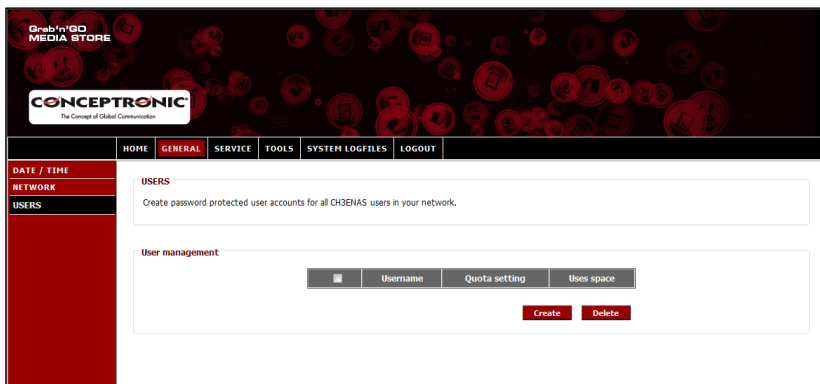 Grab'n'GO
MEDIA STORE
CONCEPTRONIC®
The Concept of Global Communication
HOME GENERAL SERVICE TOOLS SYSTEM LOGFILES LOGOUT
DATE / TIME
NETWORK
USERS
USERS
Create password protected user accounts for all CH3ENAS users in your network.
User management
Username Quota setting Uses space
Create Delete